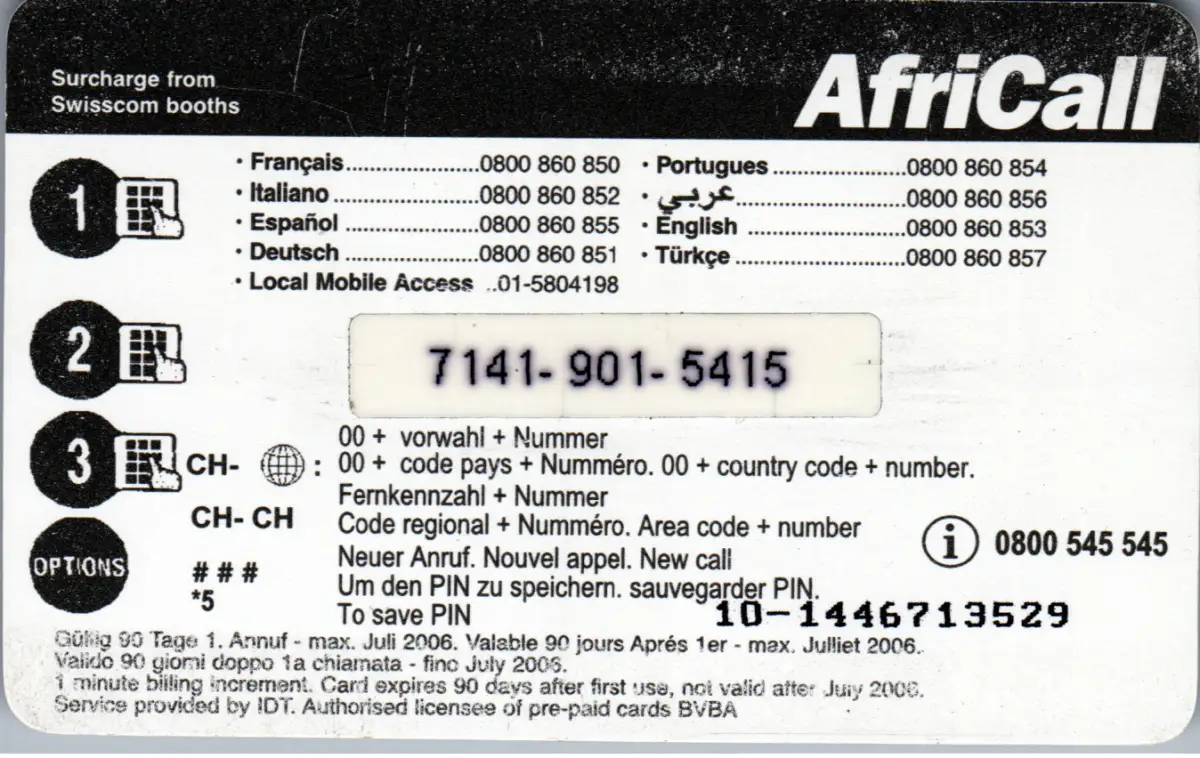 Surcharge from
Swisscom booths
AfriCall
1
· Français......................0800 860 850
· Italiano........................0800 860 852
· Español ......................0800 860 855
· Deutsch ......................0800 860 851
· Local Mobile Access ..01-5804198
· Portugues ......................0800 860 854
· عربي............................0800 860 856
· English ..........................0800 860 853
· Türkçe ............................0800 860 857
2
7141- 901- 5415
3
CH- :
00 + vorwahl + Nummer
00 + code pays + Numméro. 00 + country code + number.
CH- CH
Fernkennzahl + Nummer
Code regional + Numméro. Area code + number
i 0800 545 545
OPTIONS
# # #
Neuer Anruf. Nouvel appel. New call
*5
Um den PIN zu speichern. sauvegarder PIN.
To save PIN
10-1446713529
Gültig 90 Tage 1. Annuf - max. Juli 2006. Valable 90 jours Aprés 1er - max. Julliet 2006.
Valido 90 giorni doppo 1a chiamata - fino July 2006.
1 minute billing increment. Card expires 90 days after first use, not valid after July 2006.
Service provided by IDT. Authorised licensee of pre-paid cards BVBA